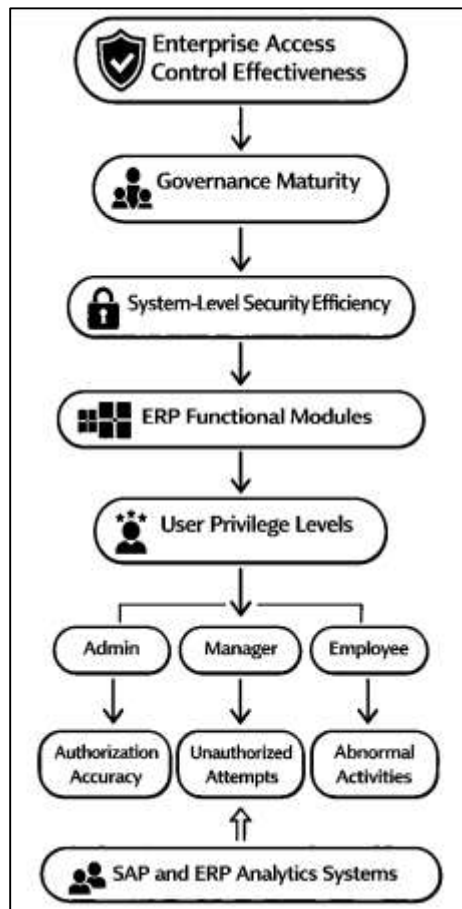 Enterprise Access
Control Effectiveness
Governance Maturity
System-Level Security Efficiency
ERP Functional Modules
User Privilege Levels
Admin
Manager
Employee
Authorization
Accuracy
Unauthorized
Attempts
Abnormal
Activities
SAP and ERP Analytics Systems